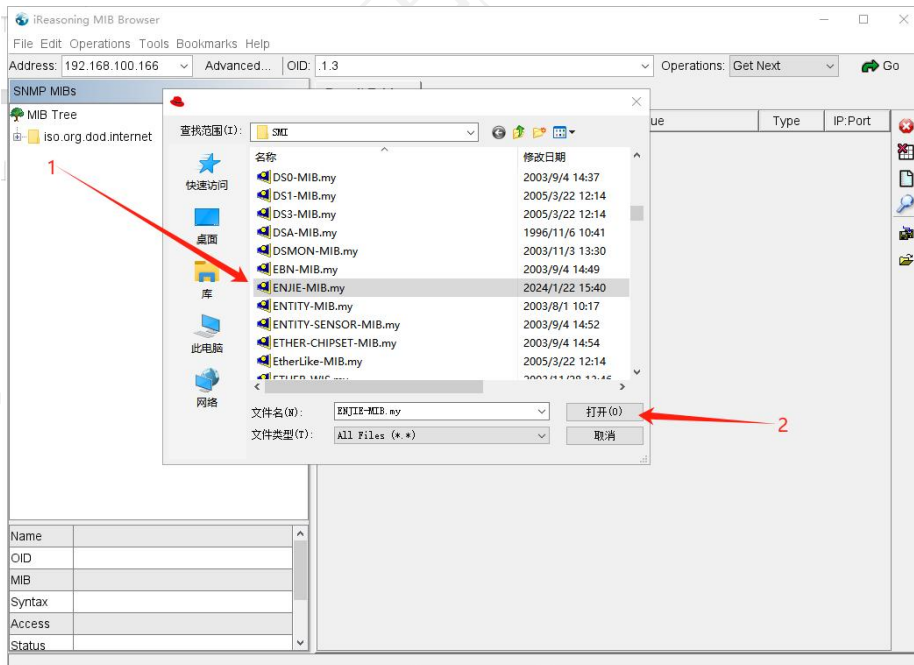 iReasoning MIB Browser
File Edit Operations Tools Bookmarks Help
Address: 192.168.100.166 Advanced... OID: .1.3 Operations: Get Next Go
SNMP MIBs
MIB Tree
iso.org.dod.internet
ue Type IP:Port
查找范围(I): SMI
名称 修改日期
DS0-MIB.my 2003/9/4 14:37
DS1-MIB.my 2005/3/22 12:14
DS3-MIB.my 2005/3/22 12:14
DSA-MIB.my 1996/11/6 10:41
DSMON-MIB.my 2003/11/3 13:30
EBN-MIB.my 2003/9/4 14:49
ENJIE-MIB.my 2024/1/22 15:40
ENTITY-MIB.my 2003/8/1 10:17
ENTITY-SENSOR-MIB.my 2003/9/4 14:52
ETHER-CHIPSET-MIB.my 2003/9/4 14:54
EtherLike-MIB.my 2005/3/22 12:14
快速访问
桌面
库
此电脑
网络
文件名(N): ENJIE-MIB.my 打开(O)
文件类型(T): All Files (*.*) 取消
1
2
Name
OID
MIB
Syntax
Access
Status